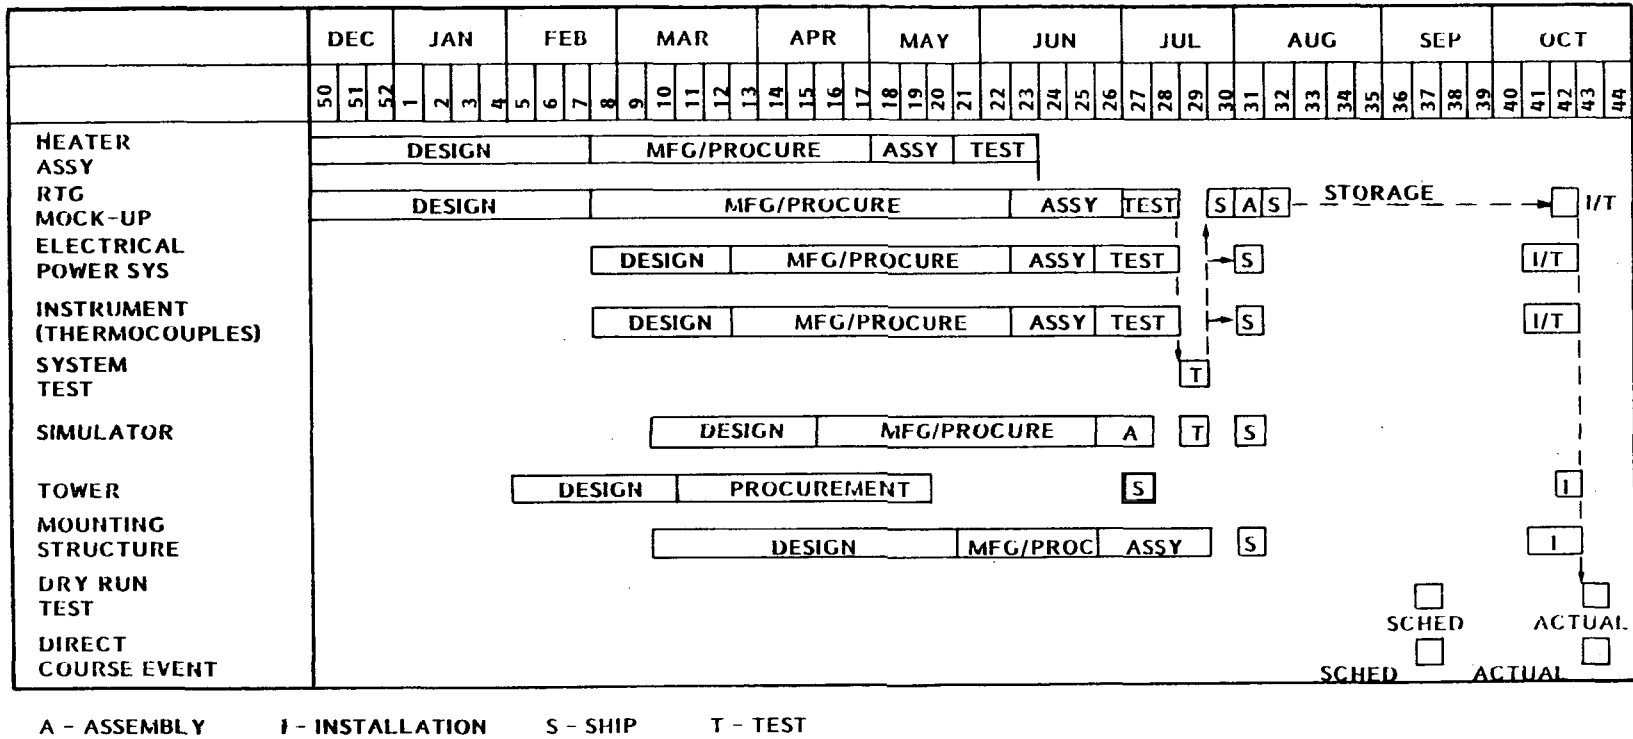 DEC JAN FEB MAR APR MAY JUN JUL AUG SEP OCT
50 51 52 1 2 3 4 5 6 7 8 9 10 11 12 13 14 15 16 17 18 19 20 21 22 23 24 25 26 27 28 29 30 31 32 33 34 35 36 37 38 39 40 41 42 43 44
HEATER
ASSY
DESIGN MFG/PROCURE ASSY TEST
RTG
MOCK-UP
DESIGN MFG/PROCURE ASSY TEST S A S STORAGE I/T
ELECTRICAL
POWER SYS
DESIGN MFG/PROCURE ASSY TEST S I/T
INSTRUMENT
(THERMOCOUPLES)
DESIGN MFG/PROCURE ASSY TEST S I/T
SYSTEM
TEST
T
SIMULATOR DESIGN MFG/PROCURE A T S
TOWER DESIGN PROCUREMENT S I
MOUNTING
STRUCTURE
DESIGN MFG/PROC ASSY S I
DRY RUN
TEST
SCHED ACTUAL
DIRECT
COURSE EVENT
SCHED ACTUAL
A - ASSEMBLY I - INSTALLATION S - SHIP T - TEST